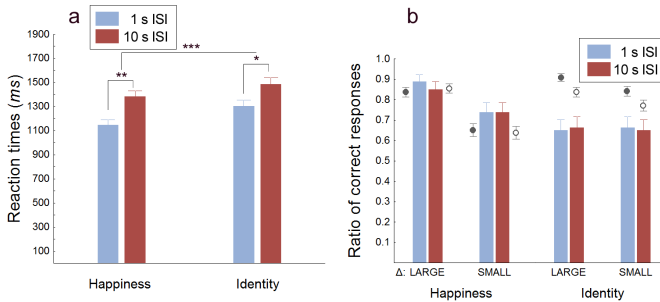 a
1 s ISI
10 s ISI
Reaction times (ms)
1900
1700
1500
1300
1100
900
700
500
300
100
***
**
*
Happiness
Identity
b
1 s ISI
10 s ISI
Ratio of correct responses
1.0
0.9
0.8
0.7
0.6
0.5
0.4
0.3
0.2
0.1
Δ: LARGE SMALL LARGE SMALL
Happiness Identity